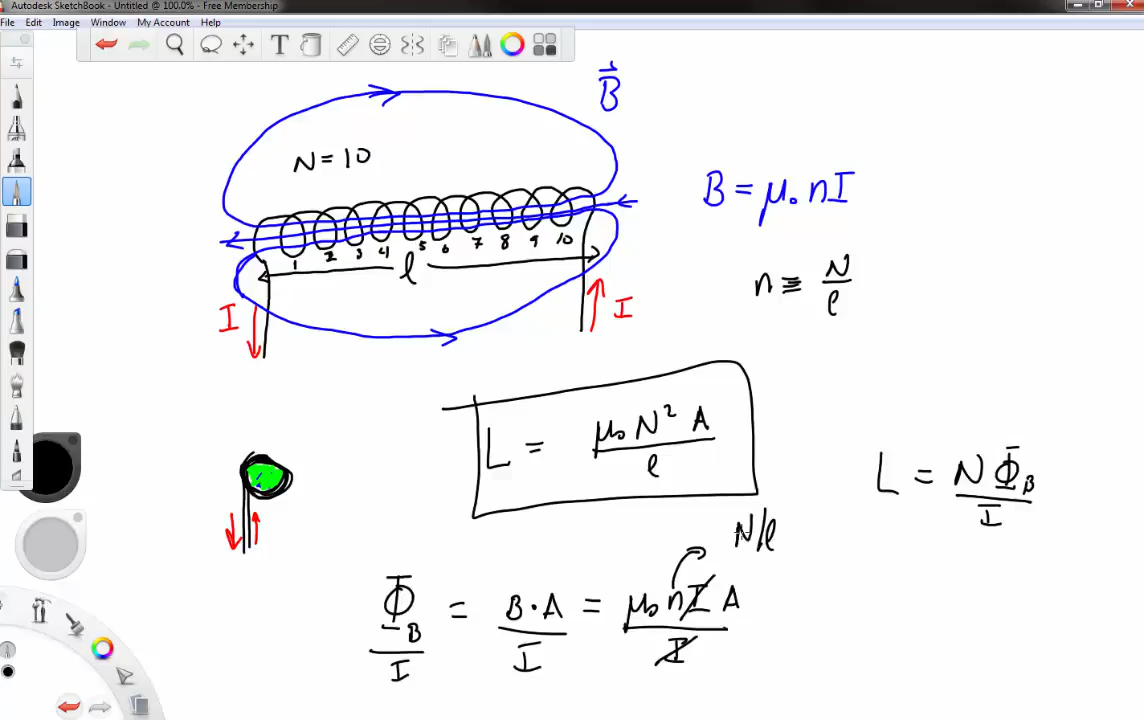 Autodesk SketchBook - Untitled @ 100.0% - Free Membership
File Edit Image Window My Account Help
T
B⃗
N = 10
B = μ₀ n I
1 2 3 4 5 6 7 8 9 10
ℓ
n ≡ N/ℓ
I
I
L = μ₀ N² A / ℓ
L = N Φ_B / I
N/ℓ
Φ_B / I = B · A / I = μ₀ n I A / I